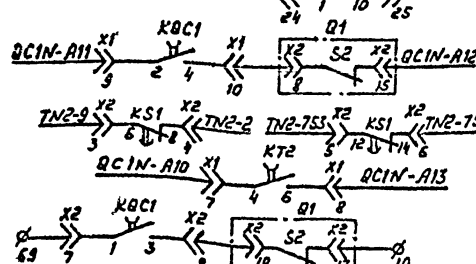 24 1 10 25
Q1
QC1N-A11 X1 KQC1 X1 X2 S2 X2 QC1N-A12
9 2 4 10 8 15
TN2-9 X2 KS1 X2 TN2-2 TN2-753 X2 KS1 X2
3 6 8 4 5 12 14 6
QC1N-A10 X1 KT2 X1 QC1N-A13
7 4 6 8
Q1
X2 KQC1 X2 X2 S2 X2
69 7 1 3